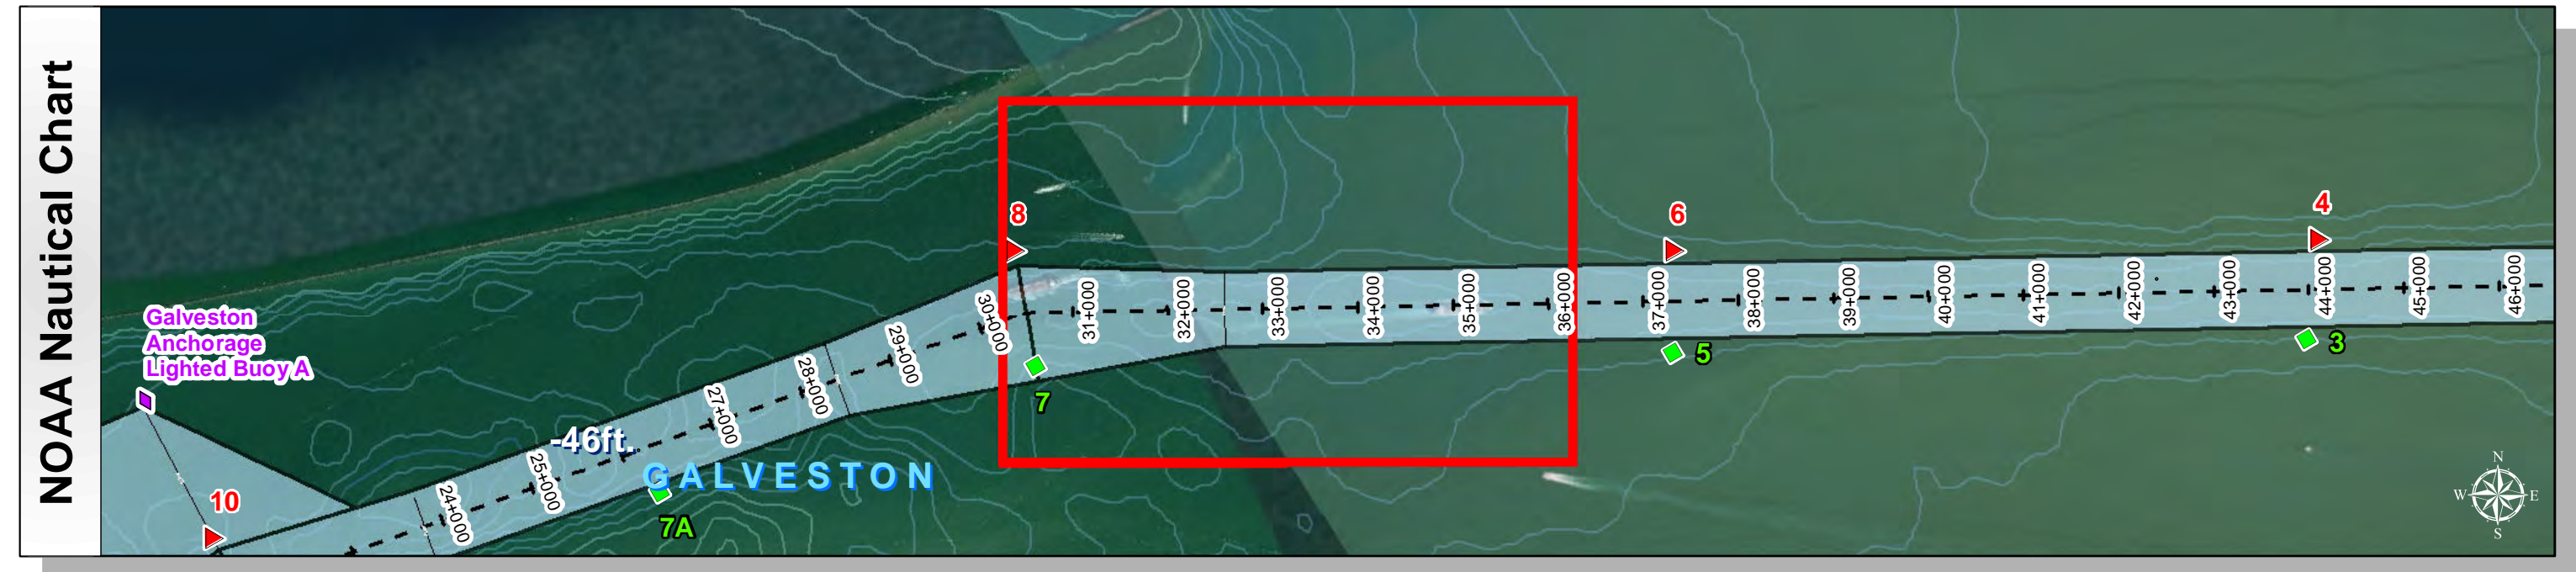 NOAA Nautical Chart
Galveston
Anchorage
Lighted Buoy A
10
24+000
25+000
-46ft.
GALVESTON
7A
27+000
28+000
29+000
30+000
8
7
31+000
32+000
33+000
34+000
35+000
36+000
6
37+000
5
38+000
39+000
40+000
41+000
42+000
43+000
4
44+000
3
45+000
46+000
N
W E
S